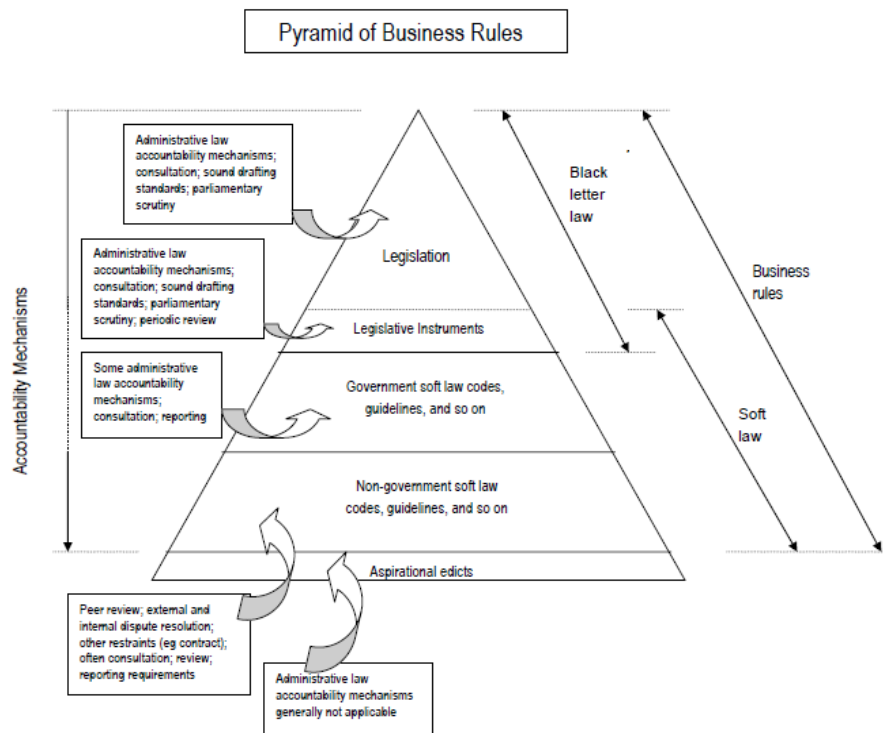 Pyramid of Business Rules
Accountability Mechanisms
Administrative law
accountability mechanisms;
consultation; sound drafting
standards; parliamentary
scrutiny
Administrative law
accountability mechanisms;
consultation; sound drafting
standards; parliamentary
scrutiny; periodic review
Some administrative
law accountability
mechanisms;
consultation; reporting
Legislation
Legislative Instruments
Government soft law codes,
guidelines, and so on
Non-government soft law
codes, guidelines, and so on
Aspirational edicts
Black
letter
law
Business
rules
Soft
law
Peer review; external and
internal dispute resolution;
other restraints (eg contract);
often consultation; review;
reporting requirements
Administrative law
accountability mechanisms
generally not applicable